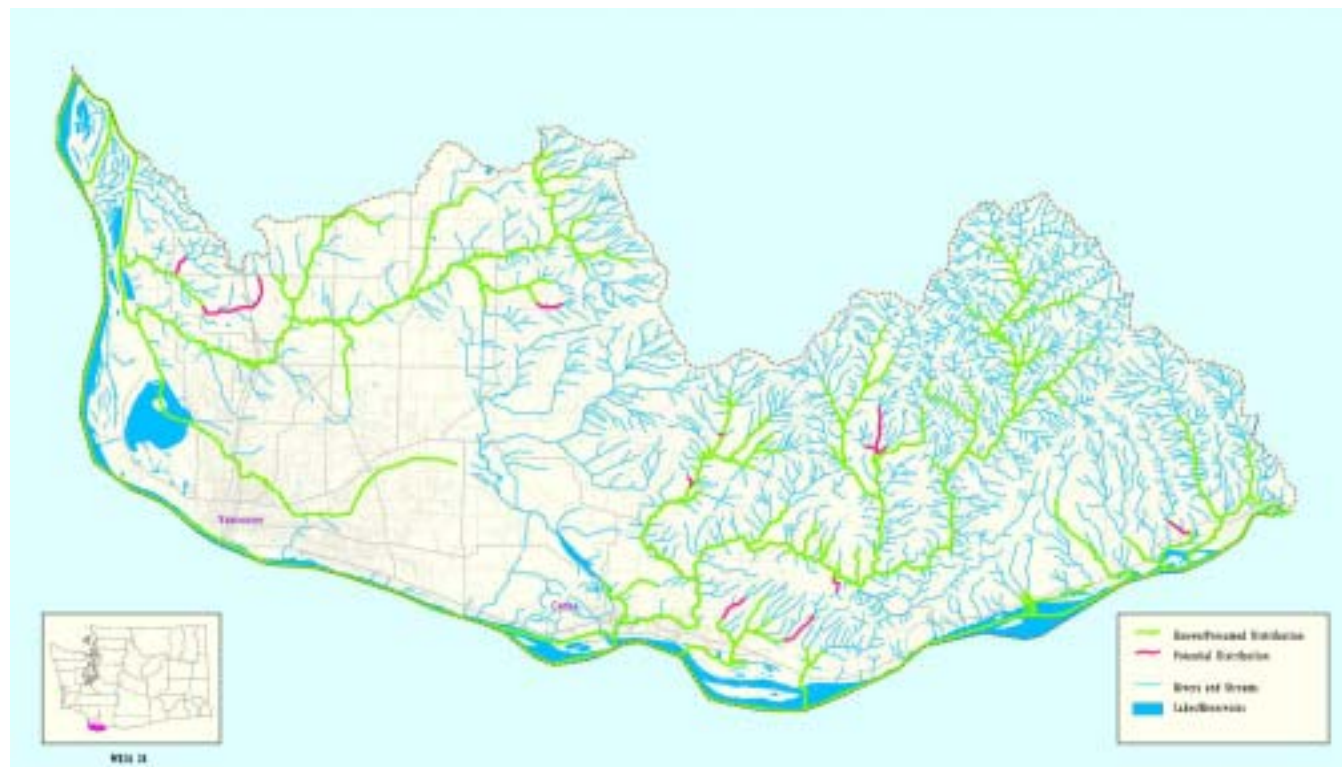 Vancouver
Camas
Known/Presumed Distribution
Potential Distribution
Rivers and Streams
Lakes/Reservoirs
WRIA 28